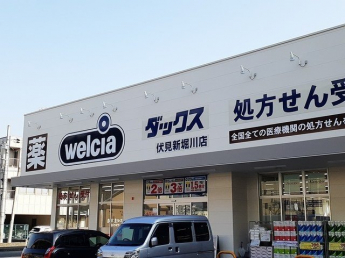 薬
welcia
ダックス
伏見新堀川店
処方せん受
全国全ての医療機関の処方せんを